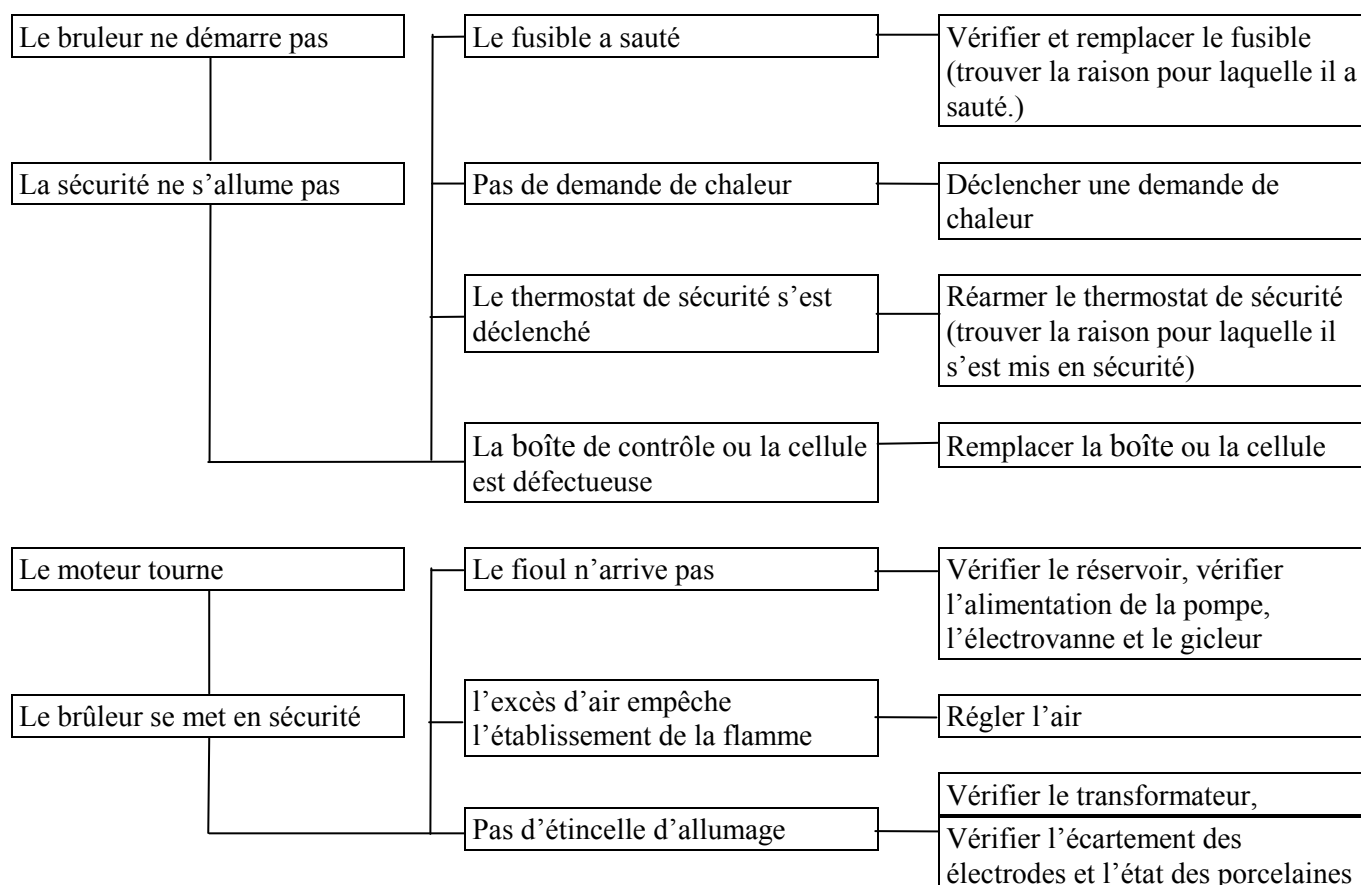 Le bruleur ne démarre pas
La sécurité ne s’allume pas
Le fusible a sauté
Vérifier et remplacer le fusible
(trouver la raison pour laquelle il a
sauté.)
Pas de demande de chaleur
Déclencher une demande de
chaleur
Le thermostat de sécurité s’est
déclenché
Réarmer le thermostat de sécurité
(trouver la raison pour laquelle il
s’est mis en sécurité)
La boîte de contrôle ou la cellule
est défectueuse
Remplacer la boîte ou la cellule
Le moteur tourne
Le brûleur se met en sécurité
Le fioul n’arrive pas
Vérifier le réservoir, vérifier
l’alimentation de la pompe,
l’électrovanne et le gicleur
l’excès d’air empêche
l’établissement de la flamme
Régler l’air
Pas d’étincelle d’allumage
Vérifier le transformateur,
Vérifier l’écartement des
électrodes et l’état des porcelaines